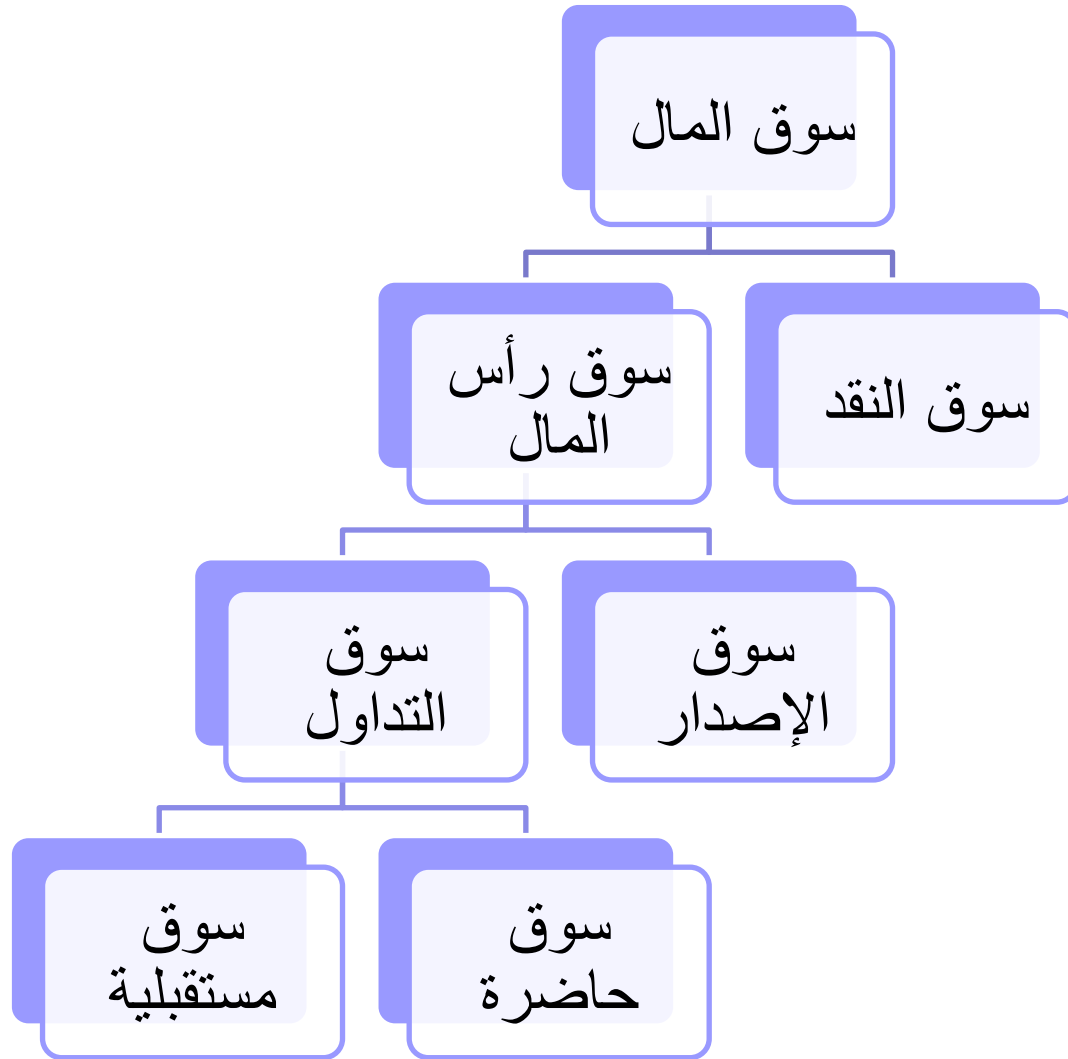 سوق المال
سوق النقد
سوق رأس
المال
سوق
الإصدار
سوق
التداول
سوق
حاضرة
سوق
مستقبلية